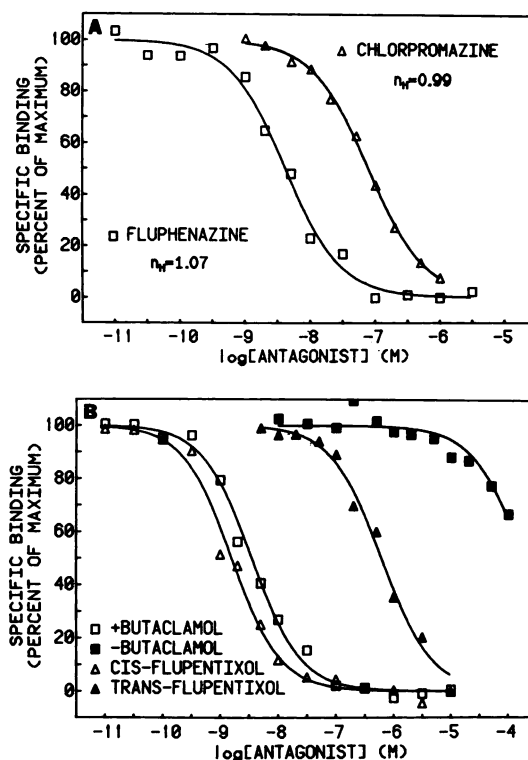 A
SPECIFIC BINDING
(PERCENT OF MAXIMUM)
100
80
60
40
20
0
△ CHLORPROMAZINE
nH=0.99
□ FLUPHENAZINE
nH=1.07
-11 -10 -9 -8 -7 -6 -5
log[ANTAGONIST] (M)
B
SPECIFIC BINDING
(PERCENT OF MAXIMUM)
100
80
60
40
20
0
□ +BUTACLAMOL
■ -BUTACLAMOL
△ CIS-FLUPENTIXOL
▲ TRANS-FLUPENTIXOL
-11 -10 -9 -8 -7 -6 -5 -4
log[ANTAGONIST] (M)